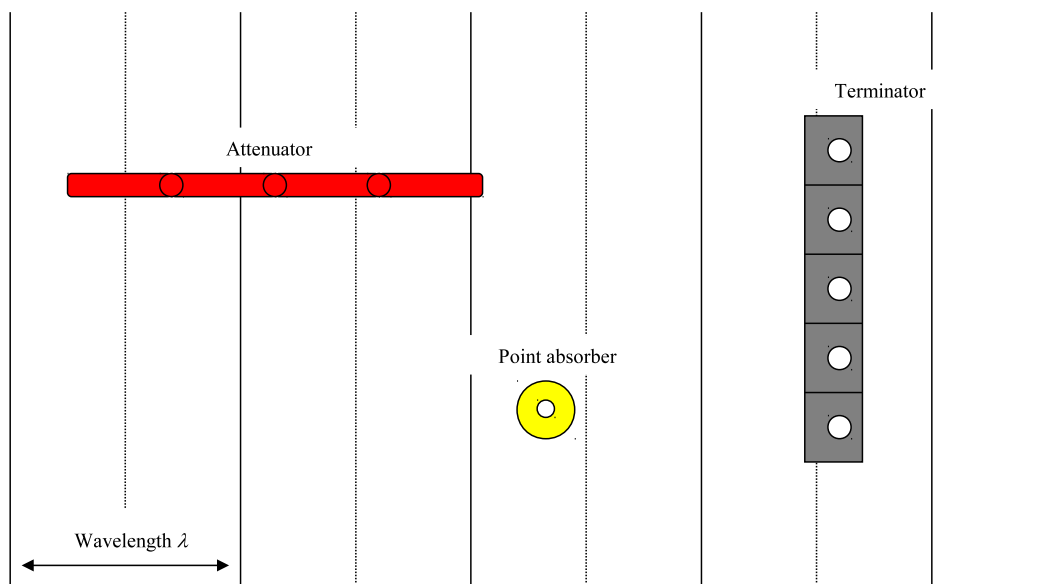 Terminator
Attenuator
Point absorber
Wavelength λ